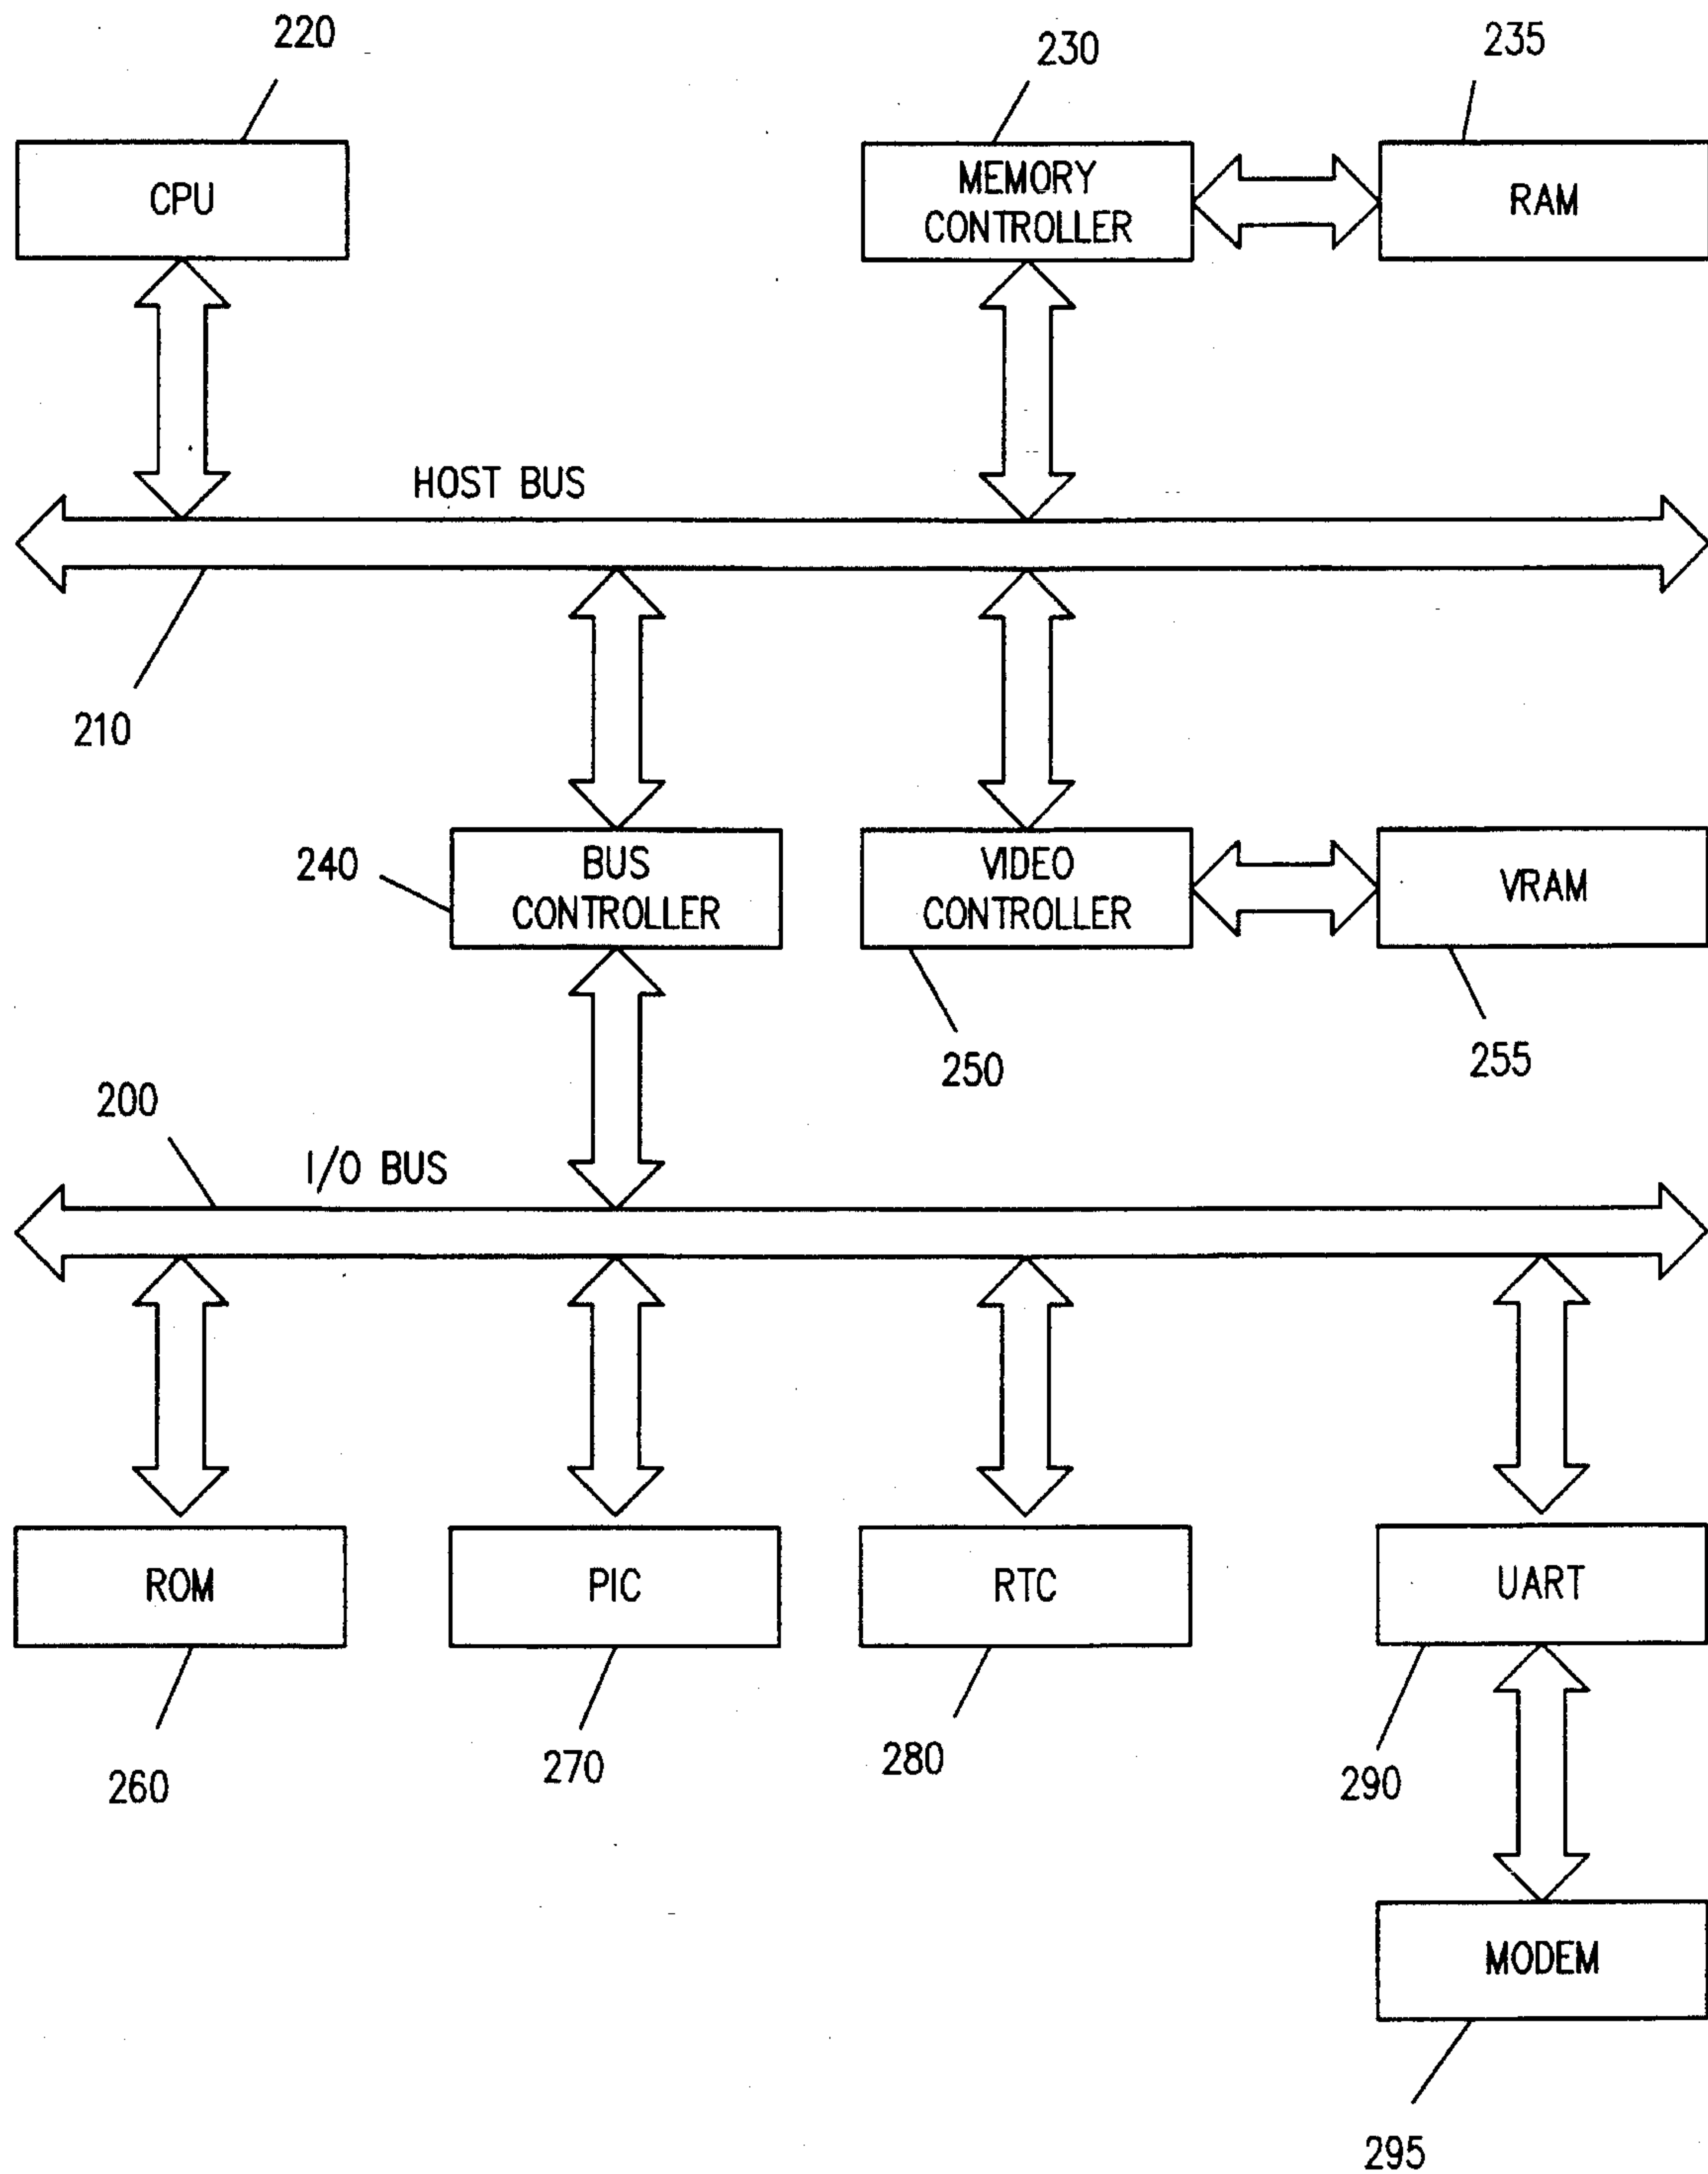 220
230
235
CPU
MEMORY
CONTROLLER
RAM
HOST BUS
210
240
BUS
CONTROLLER
VIDEO
CONTROLLER
VRAM
250
255
200
I/O BUS
ROM
PIC
RTC
UART
260
270
280
290
MODEM
295